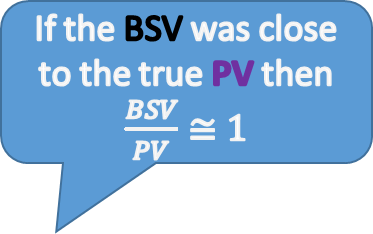 If the BSV was close
to the true PV then
BSV/PV ≅ 1